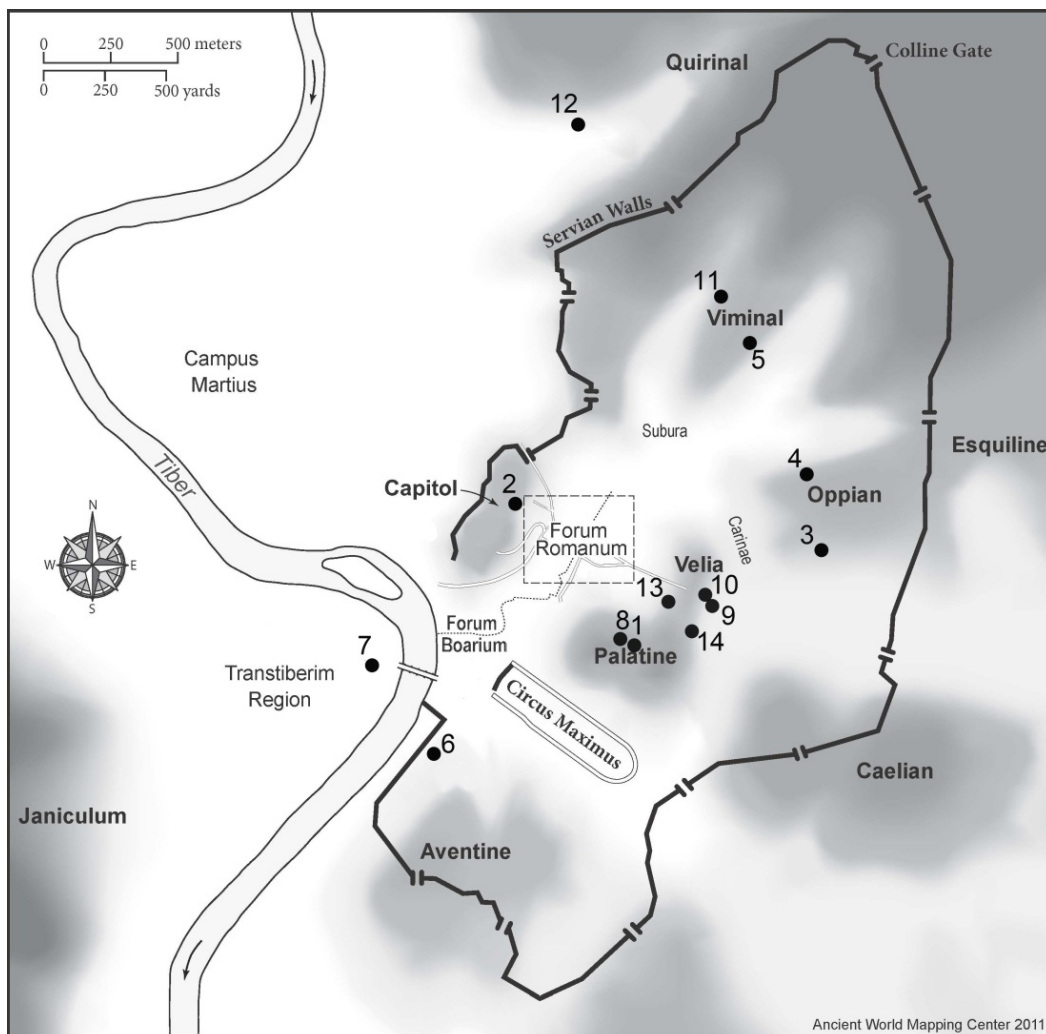 0 250 500 meters
0 250 500 yards
Quirinal
Colline Gate
12
Servian Walls
11
Viminal
5
Campus
Martius
Subura
Tiber
4
Oppian
Esquiline
Capitol
2
Forum
Romanum
Carinae
3
N
W E
S
Velia
10
13
9
Forum
Boarium
8
1
14
Palatine
7
Transtiberim
Region
Circus Maximus
6
Caelian
Janiculum
Aventine
Ancient World Mapping Center 2011